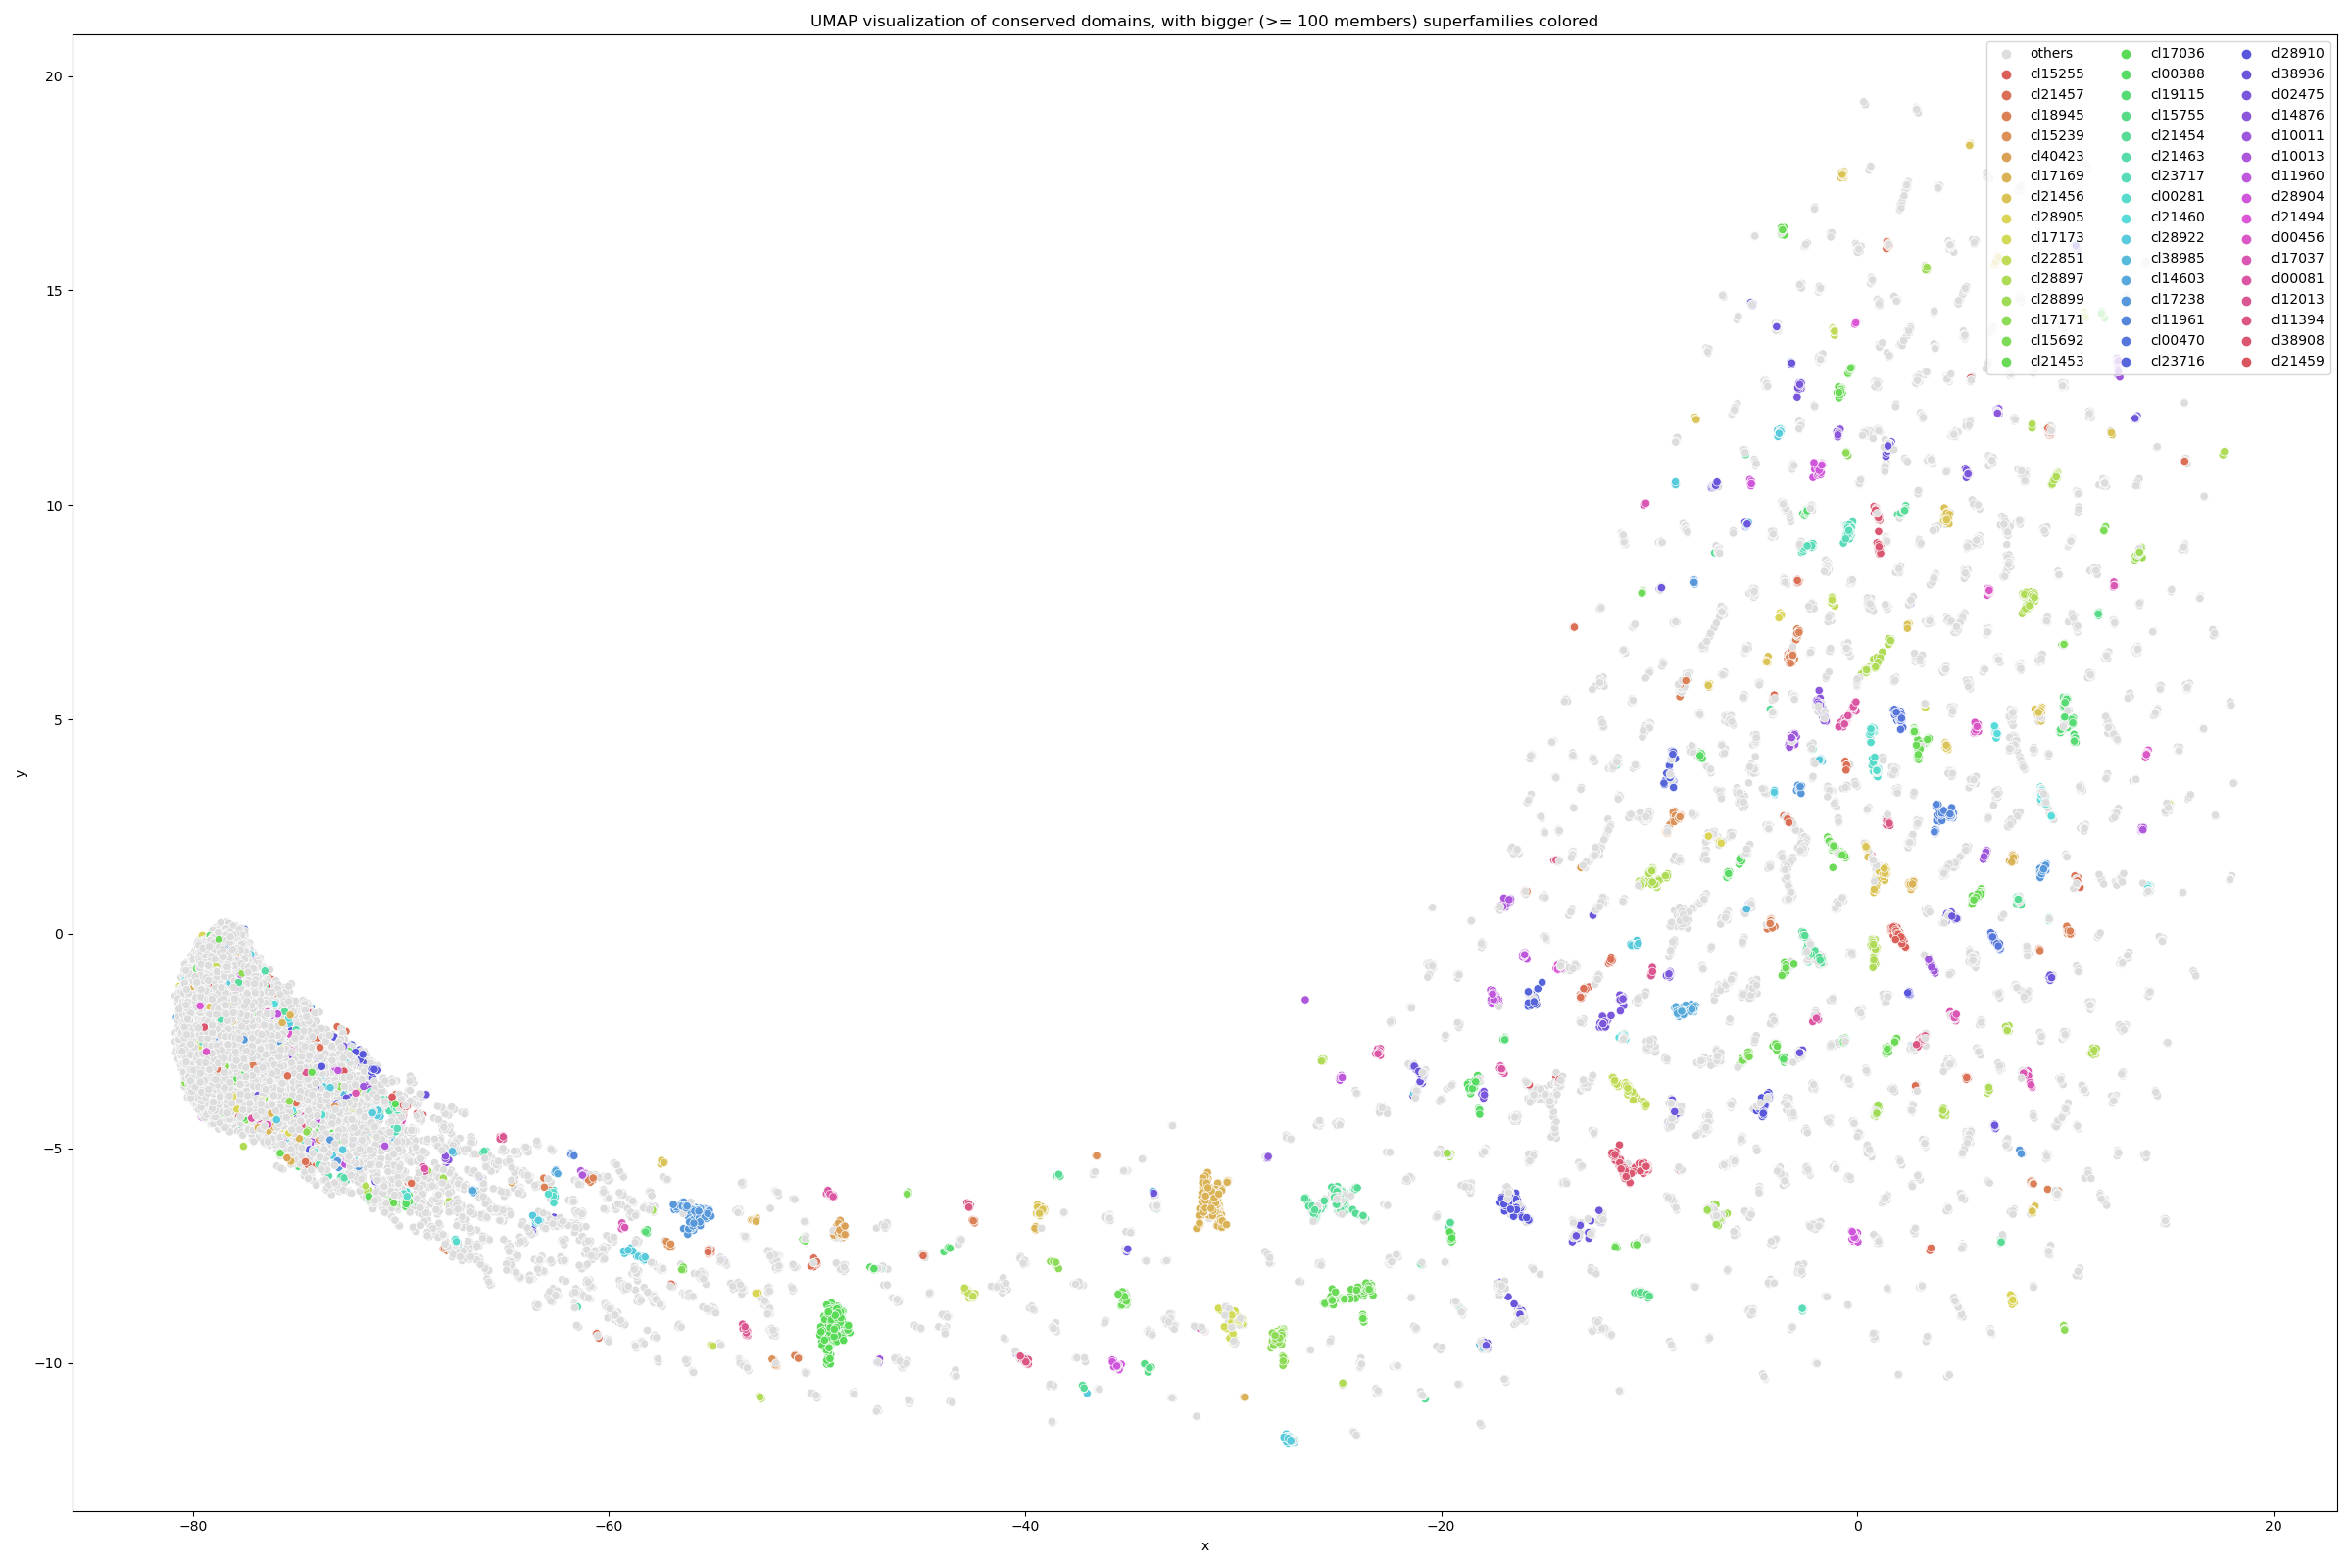 UMAP visualization of conserved domains, with bigger (>= 100 members) superfamilies colored
20
15
10
5
0
−5
−10
y
−80
−60
−40
−20
0
20
x
others
cl15255
cl21457
cl18945
cl15239
cl40423
cl17169
cl21456
cl28905
cl17173
cl22851
cl28897
cl28899
cl17171
cl15692
cl21453
cl17036
cl00388
cl19115
cl15755
cl21454
cl21463
cl23717
cl00281
cl21460
cl28922
cl38985
cl14603
cl17238
cl11961
cl00470
cl23716
cl28910
cl38936
cl02475
cl14876
cl10011
cl10013
cl11960
cl28904
cl21494
cl00456
cl17037
cl00081
cl12013
cl11394
cl38908
cl21459